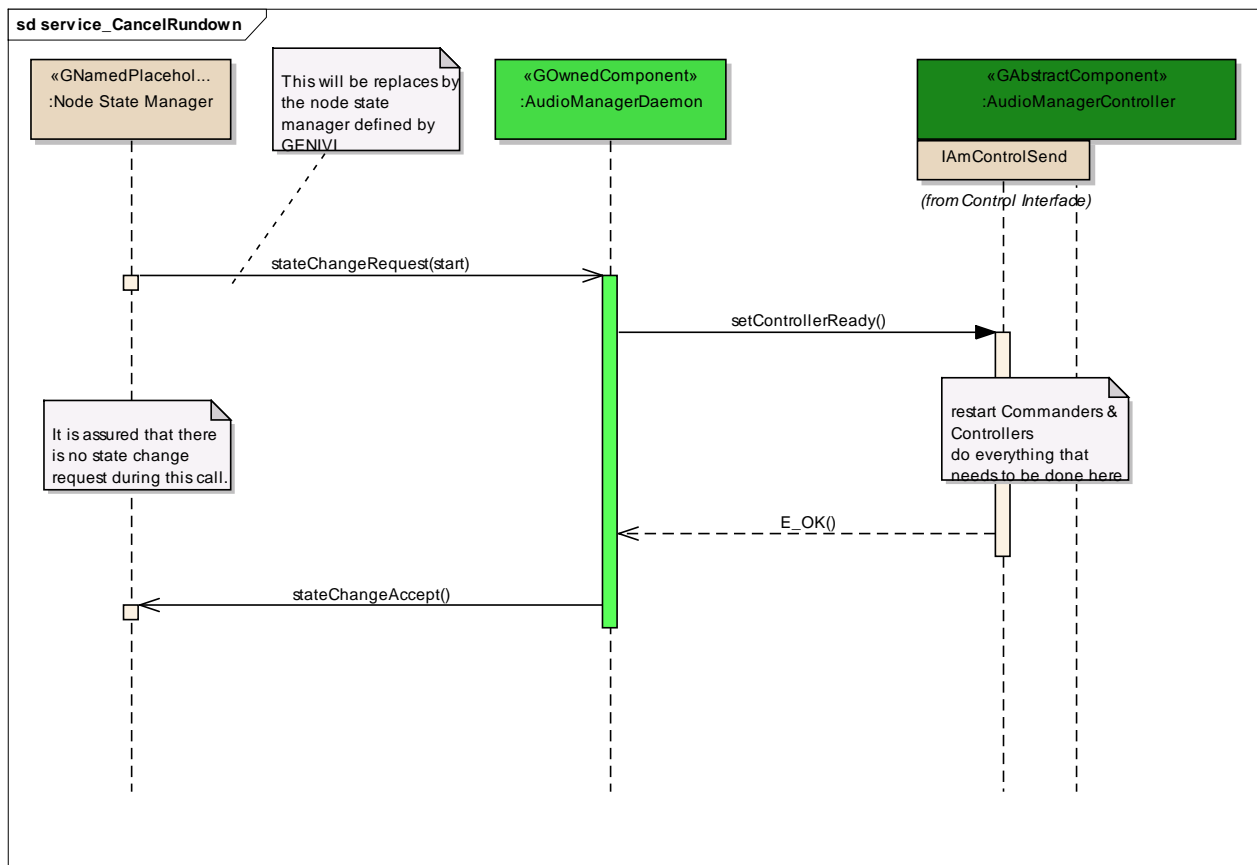 sd service_CancelRundown
«GNamedPlacehol...
:Node State Manager
This will be replaces by
the node state
manager defined by
GENIVI
«GOwnedComponent»
:AudioManagerDaemon
«GAbstractComponent»
:AudioManagerController
IAmControlSend
(from Control Interface)
stateChangeRequest(start)
setControllerReady()
It is assured that there
is no state change
request during this call.
restart Commanders &
Controllers
do everything that
needs to be done here
E_OK()
stateChangeAccept()